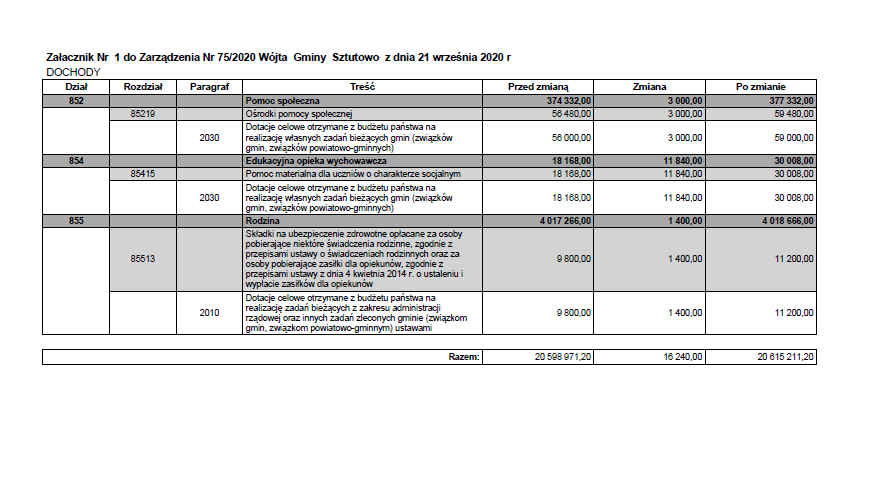 Załacznik Nr 1 do Zarządzenia Nr 75/2020 Wójta Gminy Sztutowo z dnia 21 września 2020 r
DOCHODY
Dział Rozdział Paragraf Treść Przed zmianą Zmiana Po zmianie
852 Pomoc społeczna 374 332,00 3 000,00 377 332,00
85219 Ośrodki pomocy społecznej 56 480,00 3 000,00 59 480,00
Dotacje celowe otrzymane z budżetu państwa na
2030 realizację własnych zadań bieżących gmin (związków 56 000,00 3 000,00 59 000,00
gmin, związków powiatowo-gminnych)
854 Edukacyjna opieka wychowawcza 18 168,00 11 840,00 30 008,00
85415 Pomoc materialna dla uczniów o charakterze socjalnym 18 168,00 11 840,00 30 008,00
Dotacje celowe otrzymane z budżetu państwa na
2030 realizację własnych zadań bieżących gmin (związków 18 168,00 11 840,00 30 008,00
gmin, związków powiatowo-gminnych)
855 Rodzina 4 017 266,00 1 400,00 4 018 666,00
Składki na ubezpieczenie zdrowotne opłacane za osoby
pobierające niektóre świadczenia rodzinne, zgodnie z
przepisami ustawy o świadczeniach rodzinnych oraz za
85513 osoby pobierające zasiłki dla opiekunów, zgodnie z 9 800,00 1 400,00 11 200,00
przepisami ustawy z dnia 4 kwietnia 2014 r. o ustaleniu i
wypłacie zasiłków dla opiekunów
Dotacje celowe otrzymane z budżetu państwa na
2010 realizację zadań bieżących z zakresu administracji 9 800,00 1 400,00 11 200,00
rządowej oraz innych zadań zleconych gminie (związkom
gmin, związkom powiatowo-gminnym) ustawami
Razem: 20 598 971,20 16 240,00 20 615 211,20